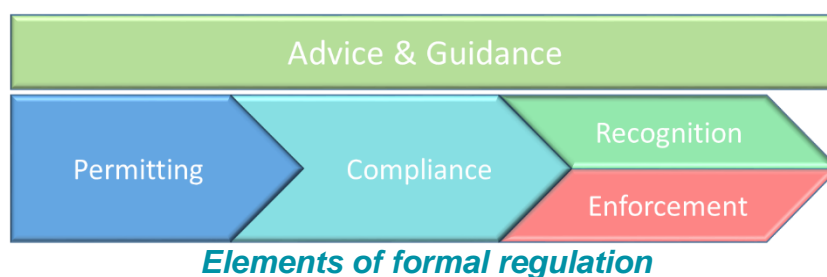 Advice & Guidance
Permitting
Compliance
Recognition
Enforcement
Elements of formal regulation